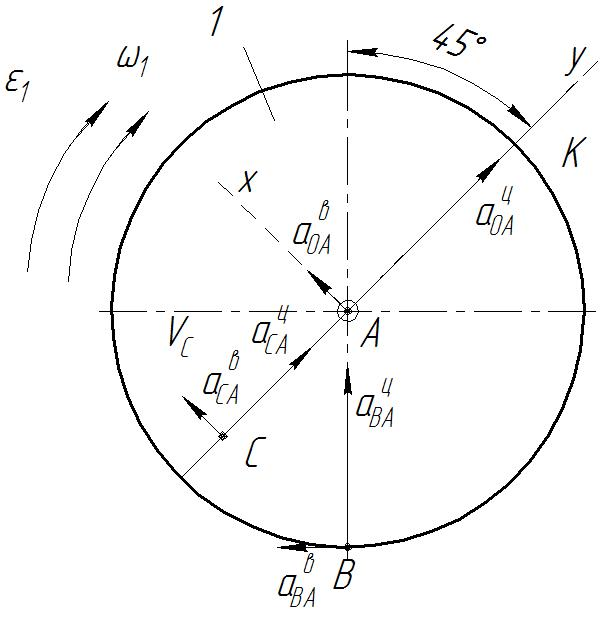 1
45°
ε₁
ω₁
y
K
x
a^в_OA
a^ц_OA
V_C
a^ц_CA
A
a^в_CA
a^ц_BA
C
a^в_BA
B